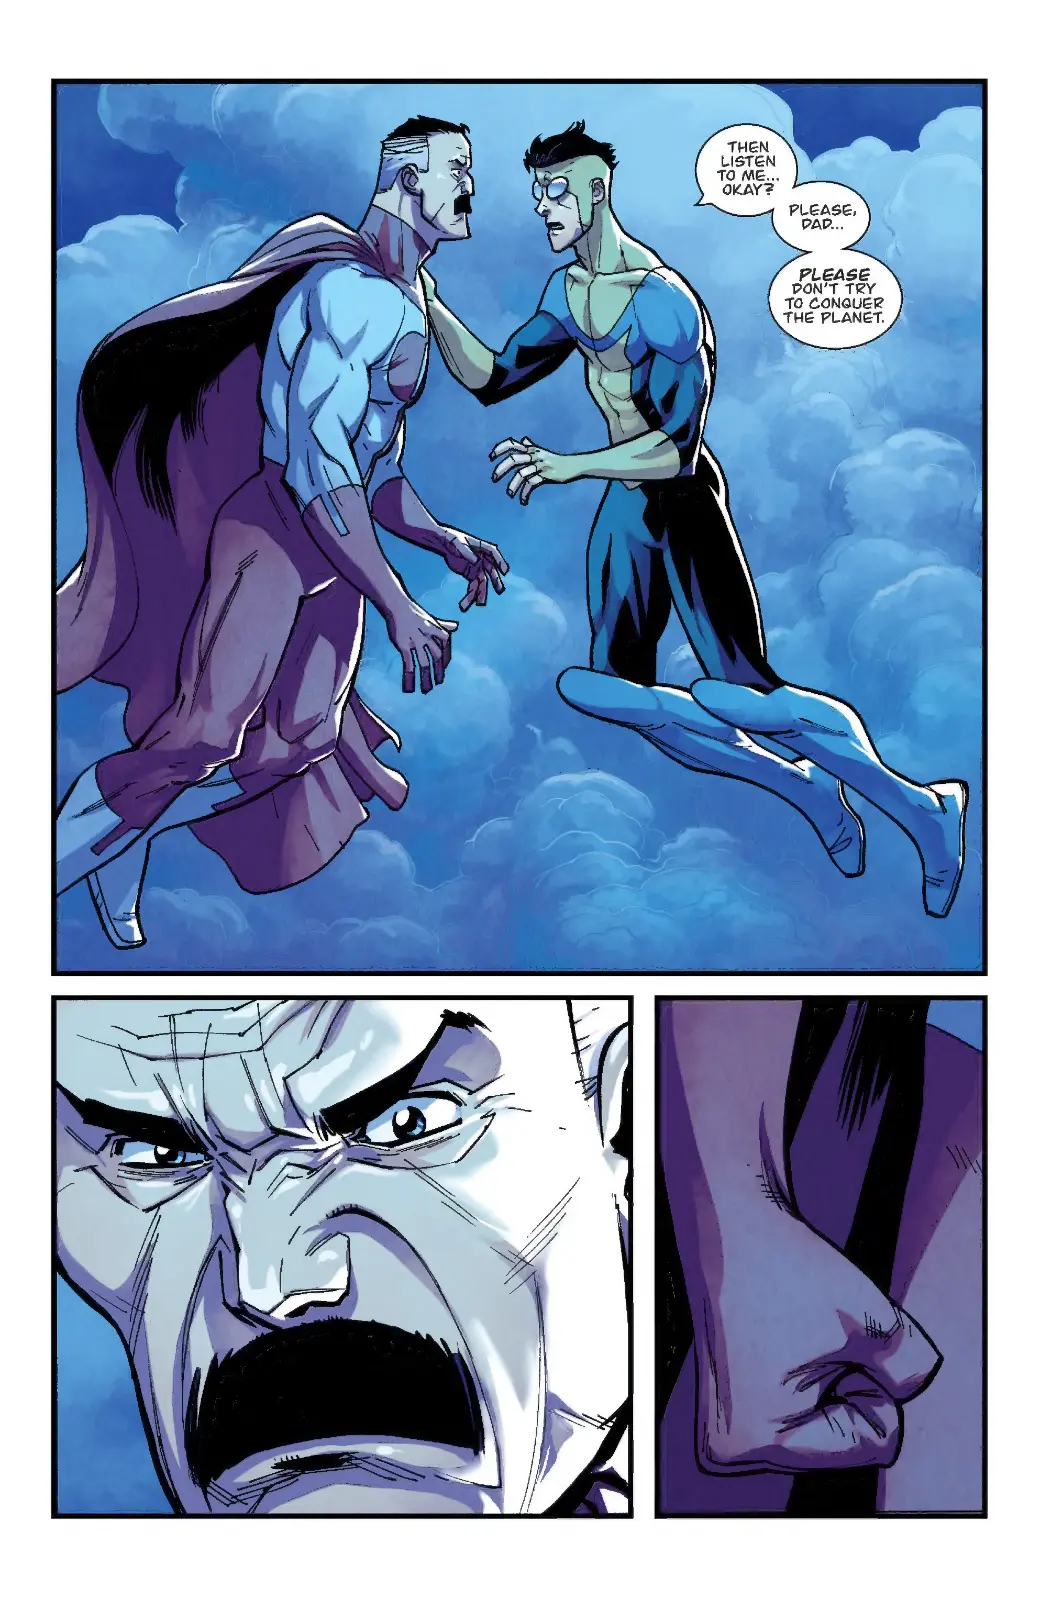 THEN
LISTEN
TO ME...
OKAY?
PLEASE,
DAD...
PLEASE
DON'T TRY
TO CONQUER
THE PLANET.